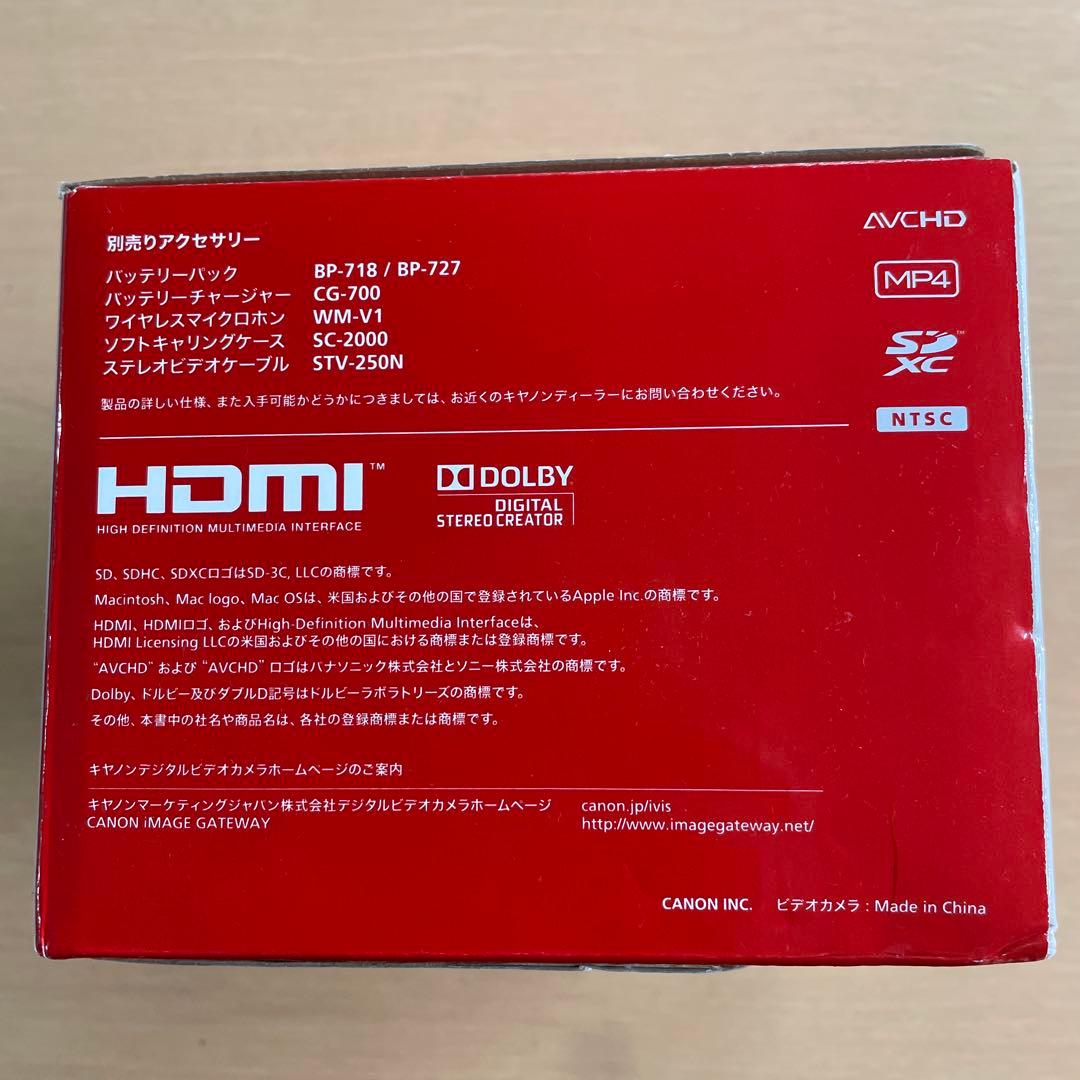 別売りアクセサリー
バッテリーパック BP-718 / BP-727
バッテリーチャージャー CG-700
ワイヤレスマイクロホン WM-V1
ソフトキャリングケース SC-2000
ステレオビデオケーブル STV-250N
製品の詳しい仕様、また入手可能かどうかにつきましては、お近くのキヤノンディーラーにお問い合わせください。
AVCHD
MP4
SD XC™
NTSC
HDMI™
HIGH DEFINITION MULTIMEDIA INTERFACE
DOLBY
DIGITAL
STEREO CREATOR
SD、SDHC、SDXCロゴはSD-3C, LLCの商標です。
Macintosh、Mac logo、Mac OSは、米国およびその他の国で登録されているApple Inc.の商標です。
HDMI、HDMIロゴ、およびHigh-Definition Multimedia Interfaceは、
HDMI Licensing LLCの米国およびその他の国における商標または登録商標です。
“AVCHD” および “AVCHD” ロゴはパナソニック株式会社とソニー株式会社の商標です。
Dolby、ドルビー及びダブルD記号はドルビーラボラトリーズの商標です。
その他、本書中の社名や商品名は、各社の登録商標または商標です。
キヤノンデジタルビデオカメラホームページのご案内
キヤノンマーケティングジャパン株式会社デジタルビデオカメラホームページ canon.jp/ivis
CANON iMAGE GATEWAY http://www.imagegateway.net/
CANON INC. ビデオカメラ : Made in China